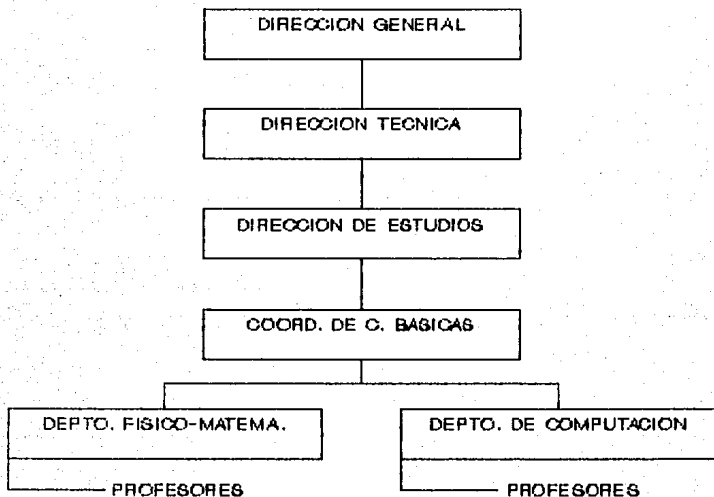 DIRECCION GENERAL
DIRECCION TECNICA
DIRECCION DE ESTUDIOS
COORD. DE C. BASICAS
DEPTO. FISICO-MATEMA.
DEPTO. DE COMPUTACION
PROFESORES
PROFESORES